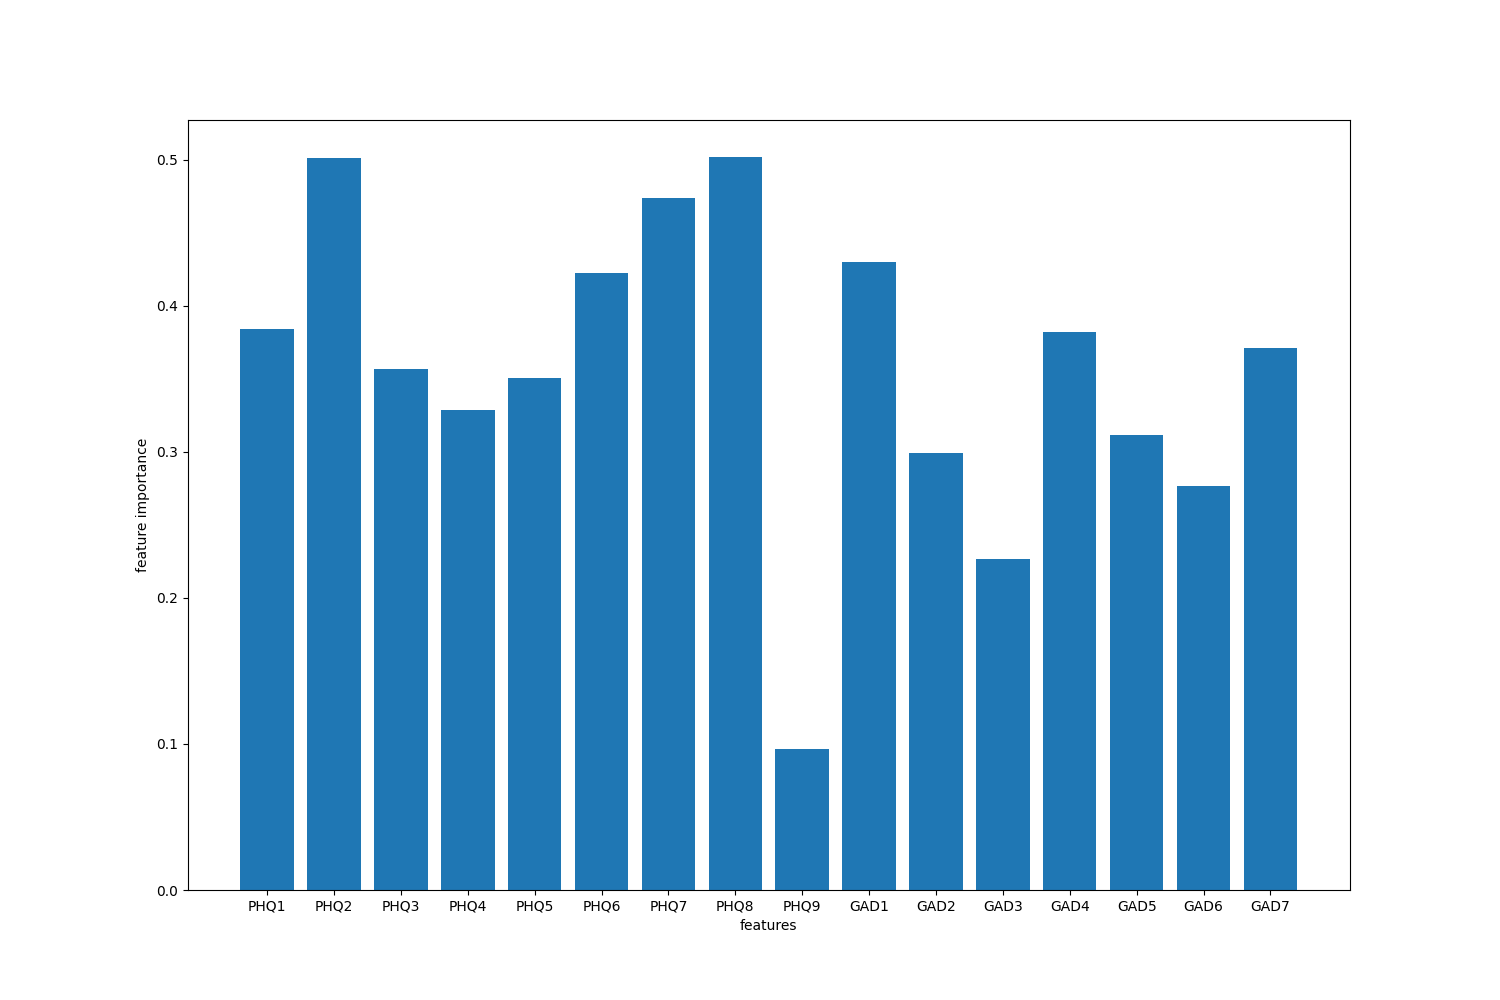 0.5
0.4
0.3
0.2
0.1
0.0
feature importance
PHQ1 PHQ2 PHQ3 PHQ4 PHQ5 PHQ6 PHQ7 PHQ8 PHQ9 GAD1 GAD2 GAD3 GAD4 GAD5 GAD6 GAD7
features